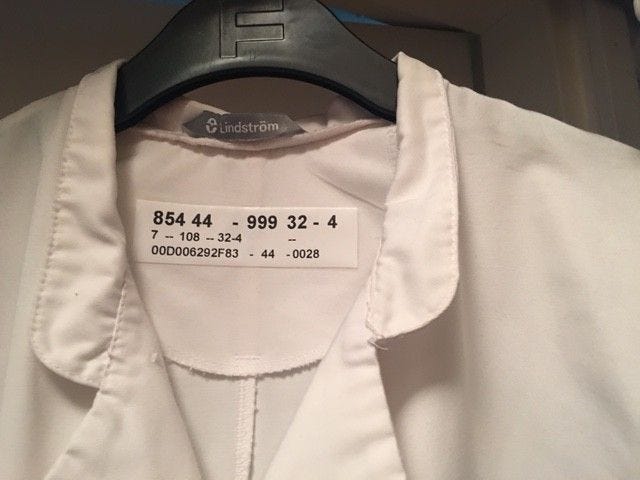 Lindström
854 44 - 999 32 - 4
7 -- 108 -- 32-4 --
00D006292F83 - 44 -0028